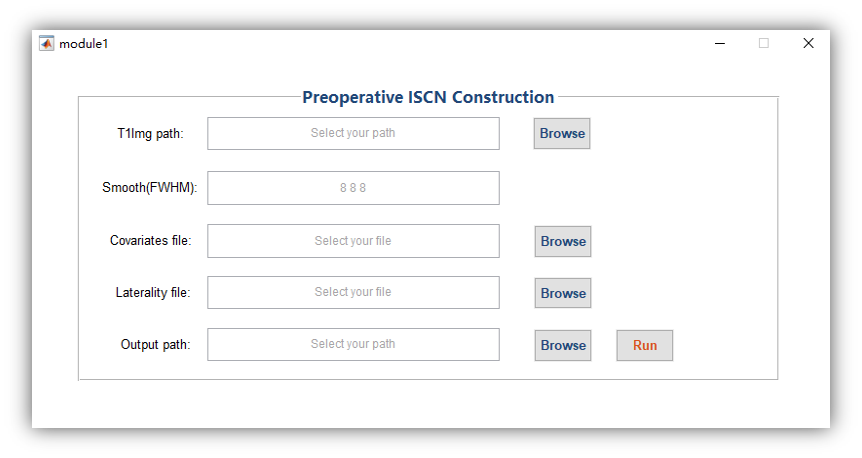 module1
Preoperative ISCN Construction
T1Img path: Select your path Browse
Smooth(FWHM): 8 8 8
Covariates file: Select your file Browse
Laterality file: Select your file Browse
Output path: Select your path Browse Run